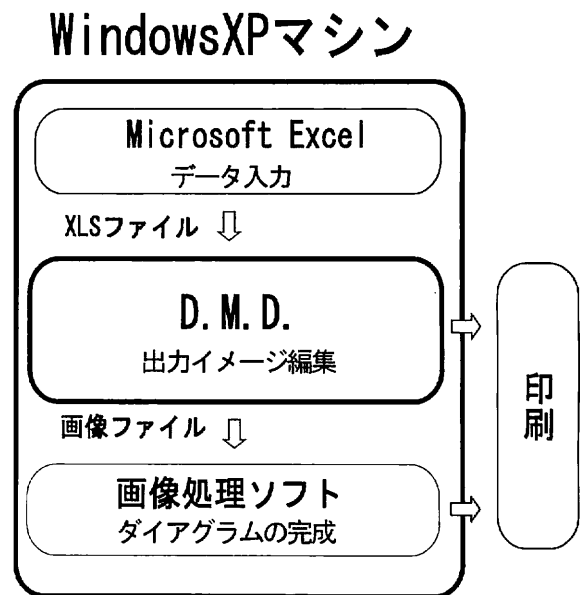 WindowsXPマシン
Microsoft Excel
データ入力
XLSファイル
D.M.D.
出力イメージ編集
画像ファイル
画像処理ソフト
ダイアグラムの完成
印刷